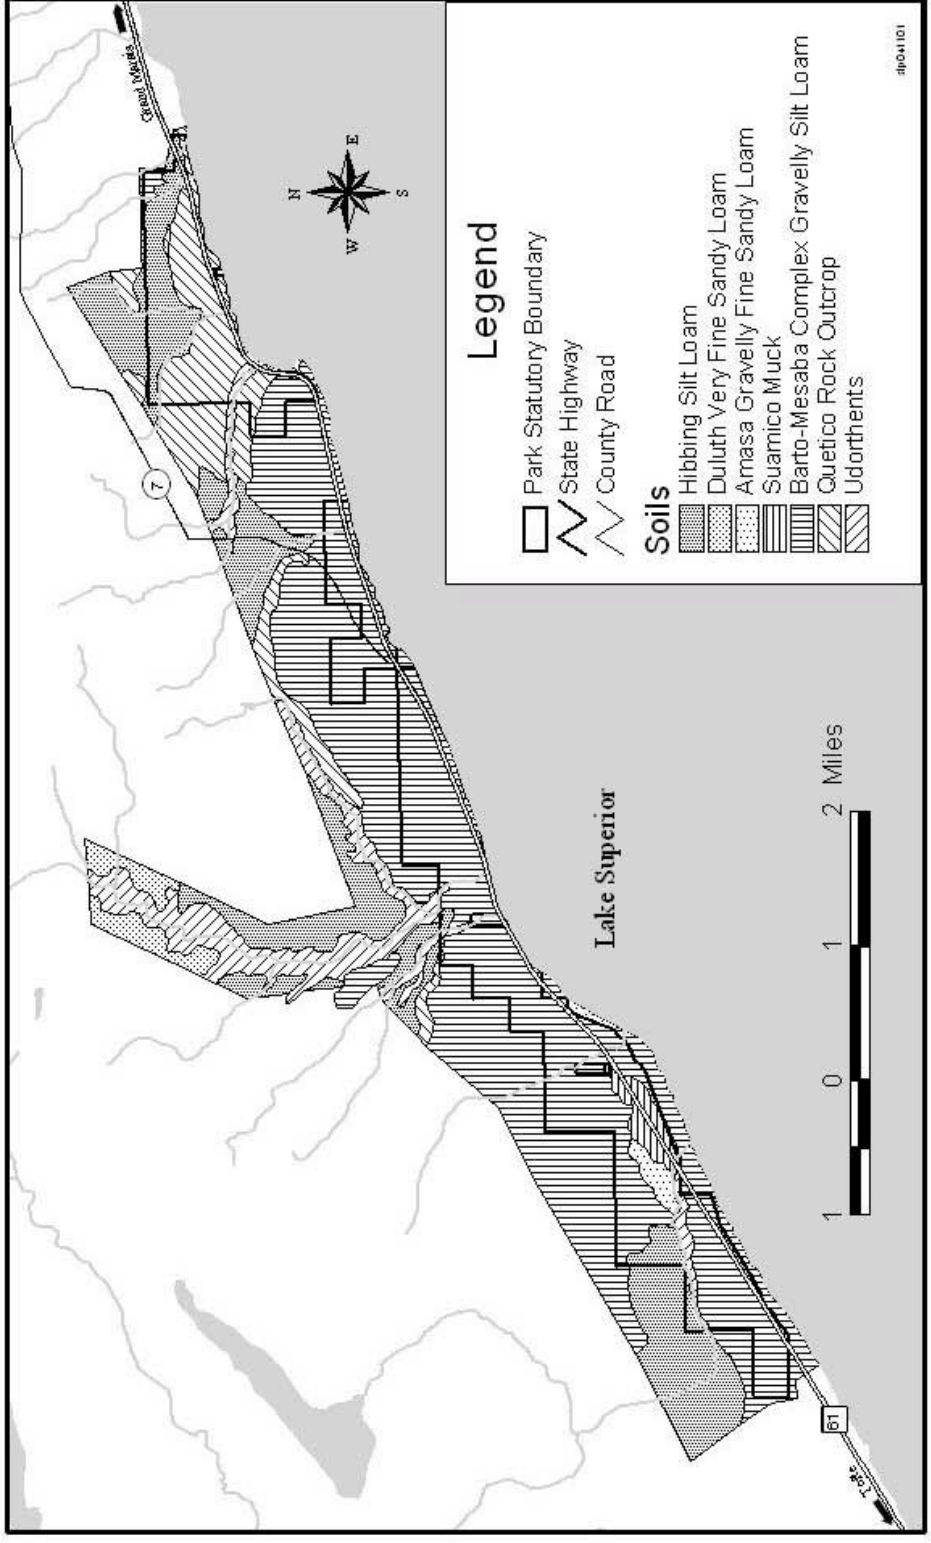 Grand Marais
N
W
E
S
7
Lake Superior
1
0
1
2 Miles
61
Tofte
Legend
Park Statutory Boundary
State Highway
County Road
Soils
Hibbing Silt Loam
Duluth Very Fine Sandy Loam
Amasa Gravelly Fine Sandy Loam
Suamico Muck
Barto-Mesaba Complex Gravelly Silt Loam
Quetico Rock Outcrop
Udorthents